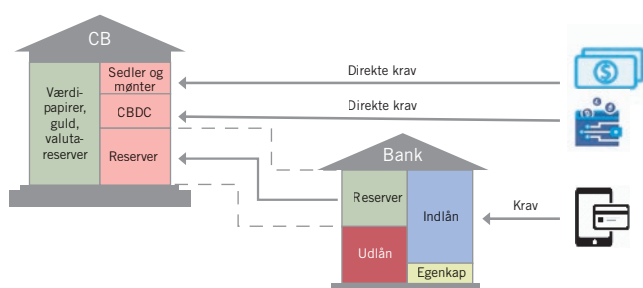 CB
Værdi-
papirer,
guld,
valuta-
reserver
Sedler og
mønter
CBDC
Reserver
Direkte krav
Direkte krav
Bank
Reserver
Indlån
Udlån
Egenkap
Krav